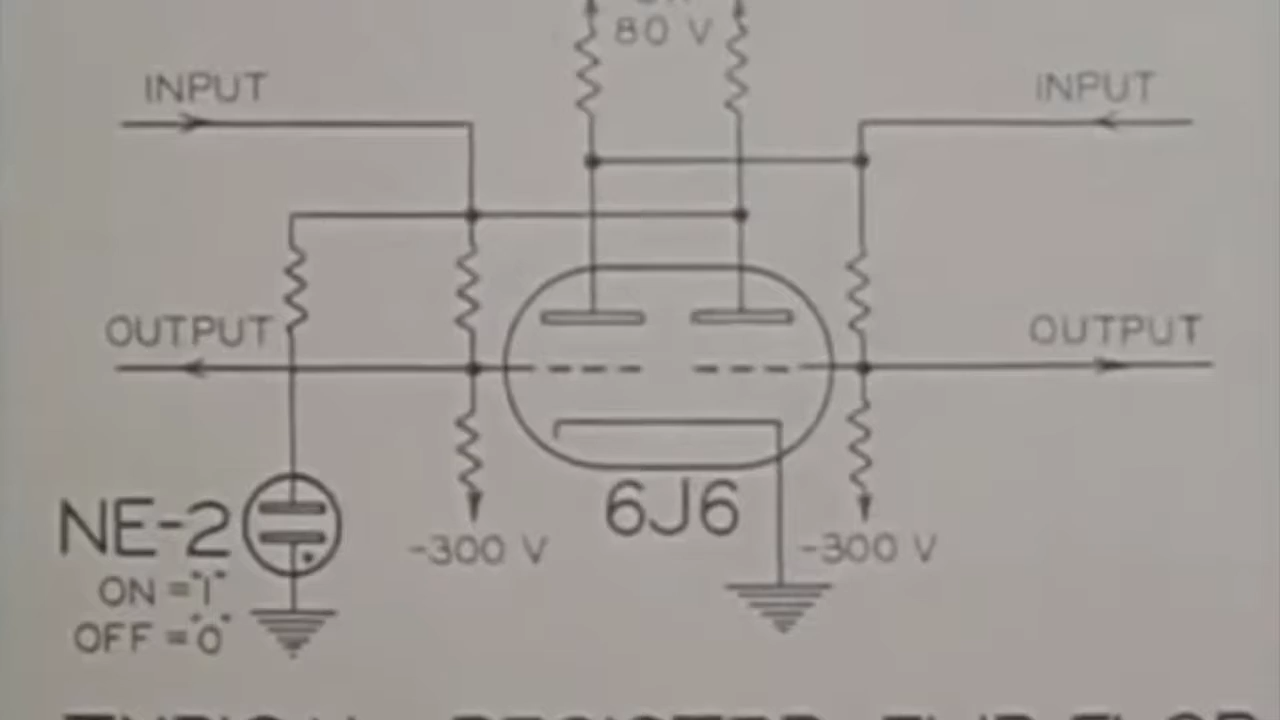 80 V
INPUT
INPUT
OUTPUT
OUTPUT
NE-2
6J6
-300 V
-300 V
ON ="1"
OFF ="0"